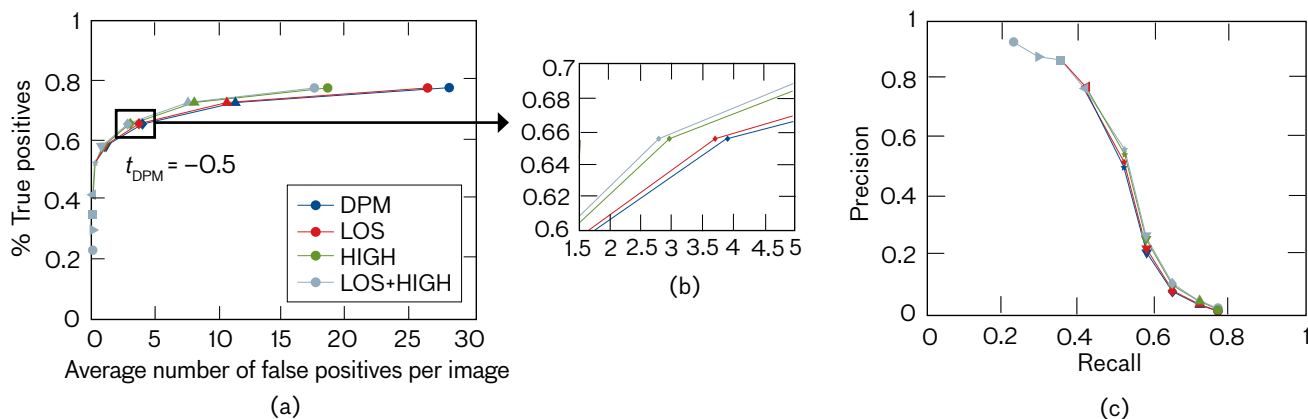 1
0.8
0.6
0.4
0.2
0
% True positives
t_DPM = −0.5
DPM
LOS
HIGH
LOS+HIGH
0 5 10 15 20 25 30
Average number of false positives per image
(a)
0.7
0.68
0.66
0.64
0.62
0.6
1.5 2 2.5 3 3.5 4 4.5 5
(b)
1
0.8
0.6
0.4
0.2
0
Precision
0 0.2 0.4 0.6 0.8 1
Recall
(c)